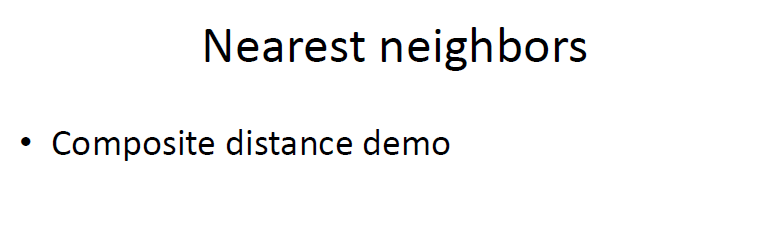 Nearest neighbors
• Composite distance demo